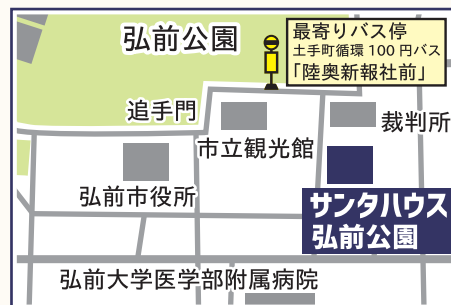 弘前公園
最寄りバス停
土手町循環 100 円バス
「陸奥新報社前」
追手門
市立観光館
裁判所
弘前市役所
サンタハウス
弘前公園
弘前大学医学部附属病院